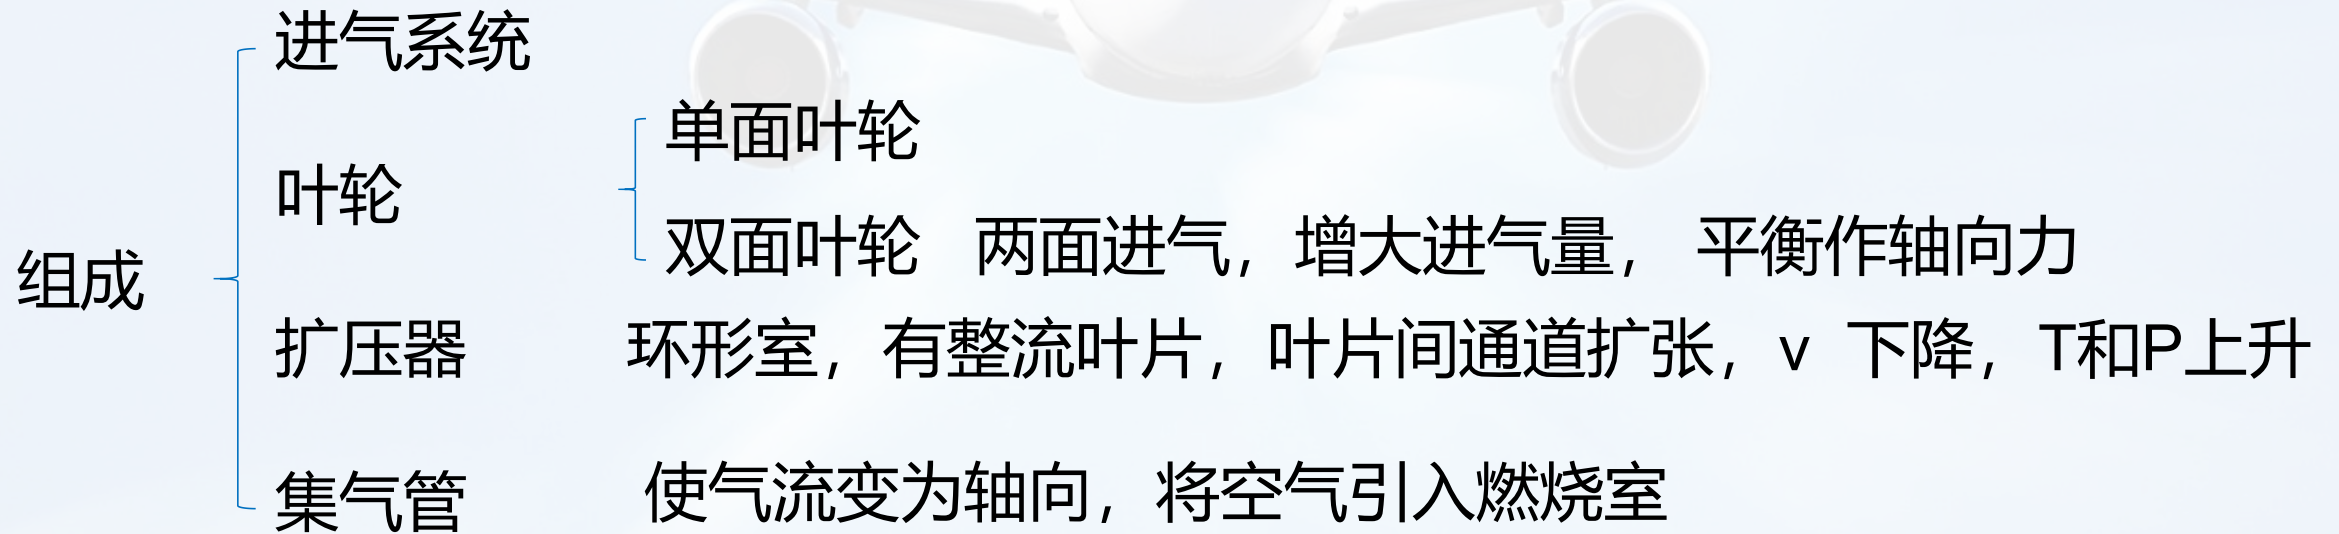 进气系统
单面叶轮
叶轮
双面叶轮 两面进气，增大进气量， 平衡作轴向力
组成
扩压器 环形室，有整流叶片，叶片间通道扩张，v 下降，T和P上升
集气管 使气流变为轴向，将空气引入燃烧室